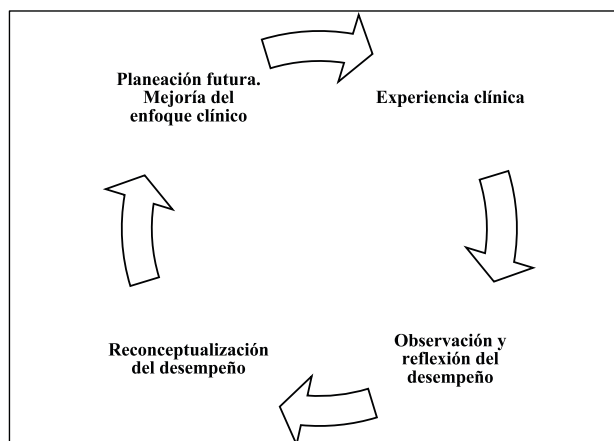 Planeación futura.
Mejoría del
enfoque clínico
Experiencia clínica
Observación y
reflexión del
desempeño
Reconceptualización
del desempeño